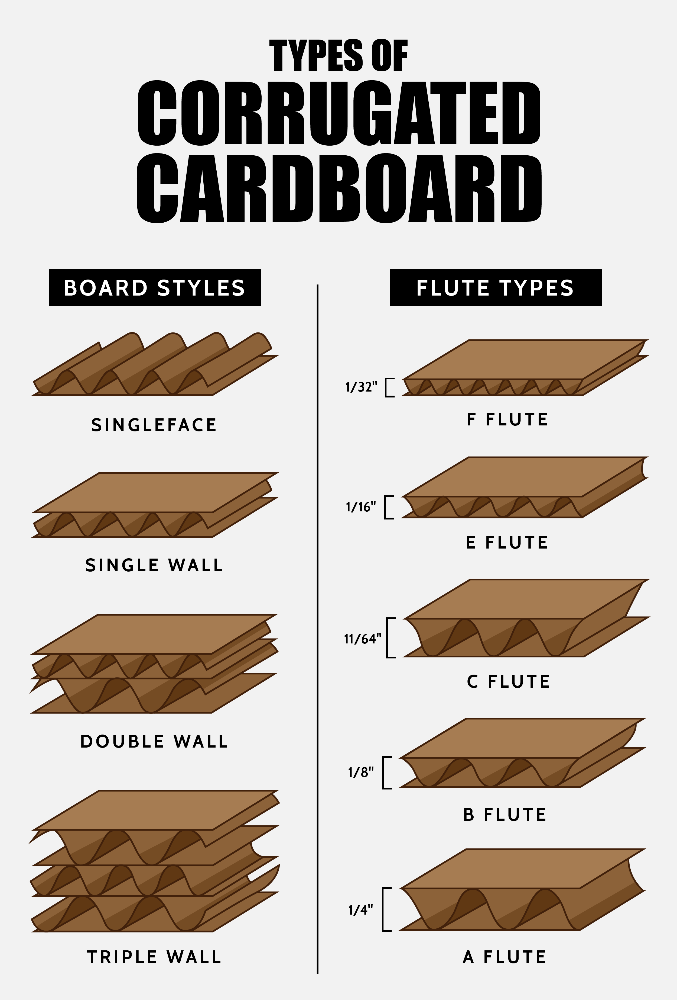 TYPES OF
CORRUGATED
CARDBOARD
BOARD STYLES
SINGLEFACE
SINGLE WALL
DOUBLE WALL
TRIPLE WALL
FLUTE TYPES
1/32"
F FLUTE
1/16"
E FLUTE
11/64"
C FLUTE
1/8"
B FLUTE
1/4"
A FLUTE